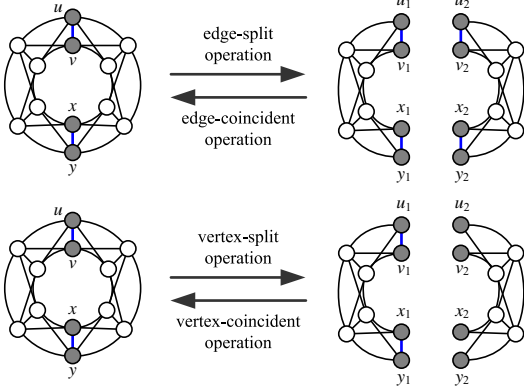 u
v
x
y
edge-split
operation
edge-coincident
operation
u1 u2
v1 v2
x1 x2
y1 y2
u
v
x
y
vertex-split
operation
vertex-coincident
operation
u1 u2
v1 v2
x1 x2
y1 y2